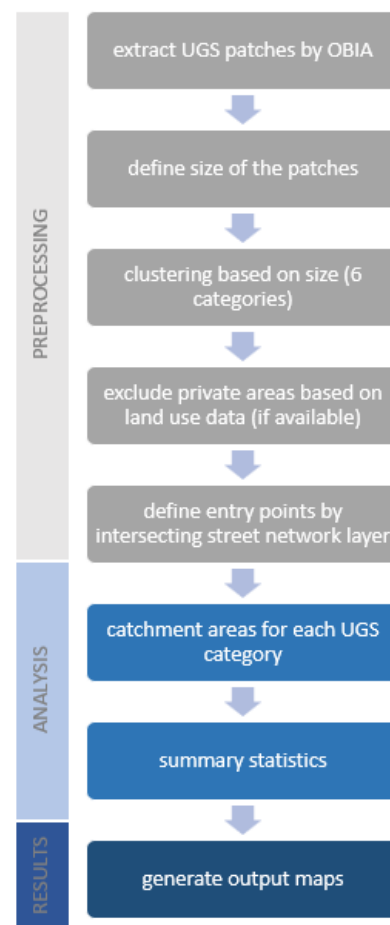 PREPROCESSING
extract UGS patches by OBIA
define size of the patches
clustering based on size (6
categories)
exclude private areas based on
land use data (if available)
define entry points by
intersecting street network layer
ANALYSIS
catchment areas for each UGS
category
summary statistics
RESULTS
generate output maps